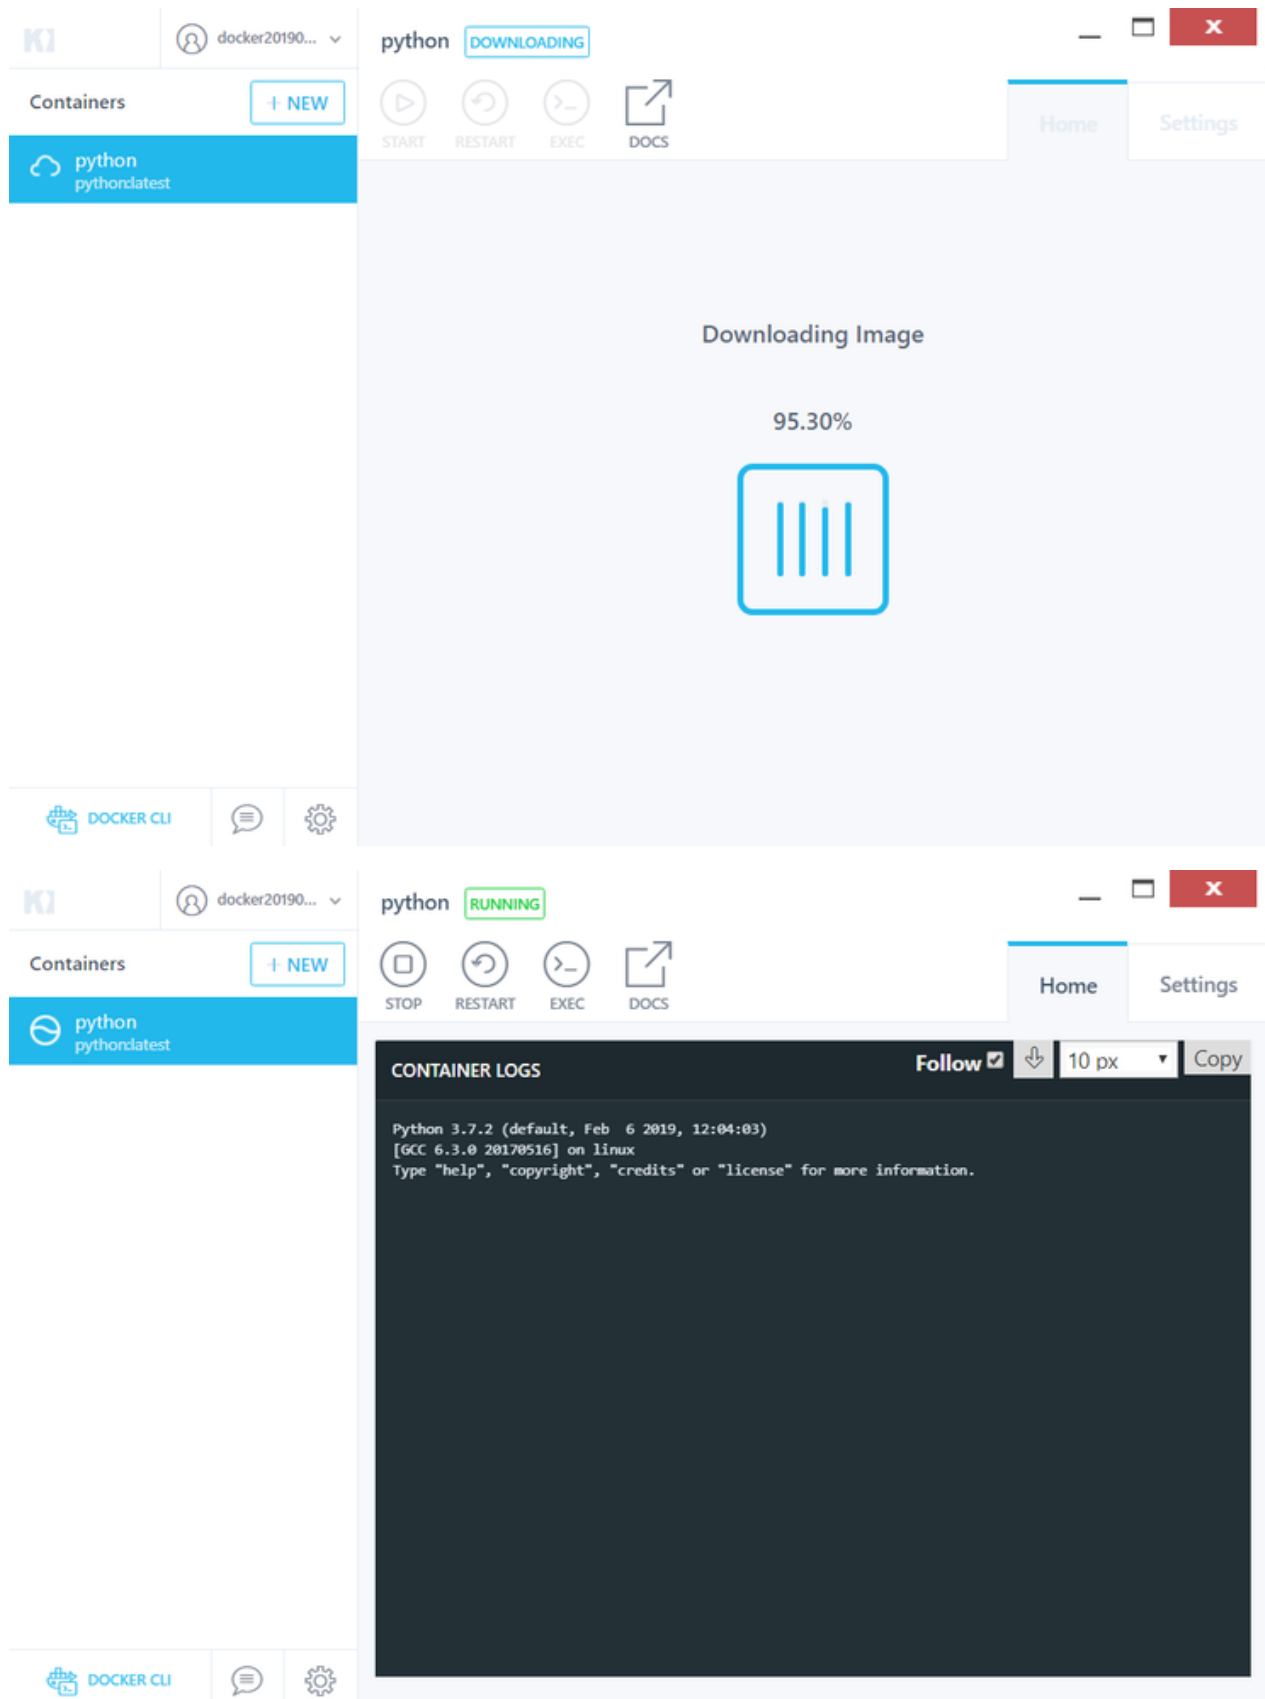 docker20190...
python DOWNLOADING
x
Containers
+ NEW
START RESTART EXEC DOCS
Home Settings
python
python:latest
Downloading Image
95.30%
DOCKER CLI
docker20190...
python RUNNING
x
Containers
+ NEW
STOP RESTART EXEC DOCS
Home Settings
python
python:latest
CONTAINER LOGS
Follow 10 px Copy
Python 3.7.2 (default, Feb  6 2019, 12:04:03)
[GCC 6.3.0 20170516] on linux
Type "help", "copyright", "credits" or "license" for more information.
DOCKER CLI